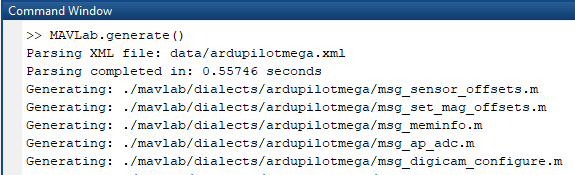 Command Window
>> MAVLab.generate()
Parsing XML file: data/ardupilotmega.xml
Parsing completed in: 0.55746 seconds
Generating: ./mavlab/dialects/ardupilotmega/msg_sensor_offsets.m
Generating: ./mavlab/dialects/ardupilotmega/msg_set_mag_offsets.m
Generating: ./mavlab/dialects/ardupilotmega/msg_meminfo.m
Generating: ./mavlab/dialects/ardupilotmega/msg_ap_adc.m
Generating: ./mavlab/dialects/ardupilotmega/msg_digicam_configure.m